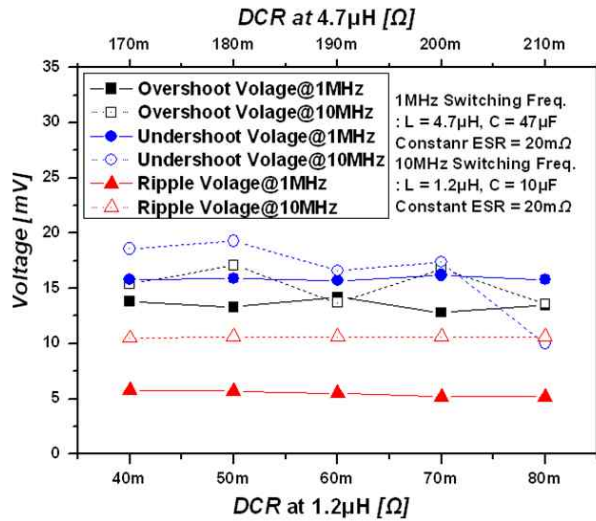 DCR at 4.7µH [Ω]
170m 180m 190m 200m 210m
Overshoot Volage@1MHz
Overshoot Volage@10MHz
Undershoot Volage@1MHz
Undershoot Volage@10MHz
Ripple Volage@1MHz
Ripple Volage@10MHz
1MHz Switching Freq.
: L = 4.7µH, C = 47µF
Constanr ESR = 20m.Ω
10MHz Switching Freq.
: L = 1.2µH, C = 10µF
Constant ESR = 20mΩ
Voltage [mV]
35
30
25
20
15
10
5
0
40m 50m 60m 70m 80m
DCR at 1.2µH [Ω]